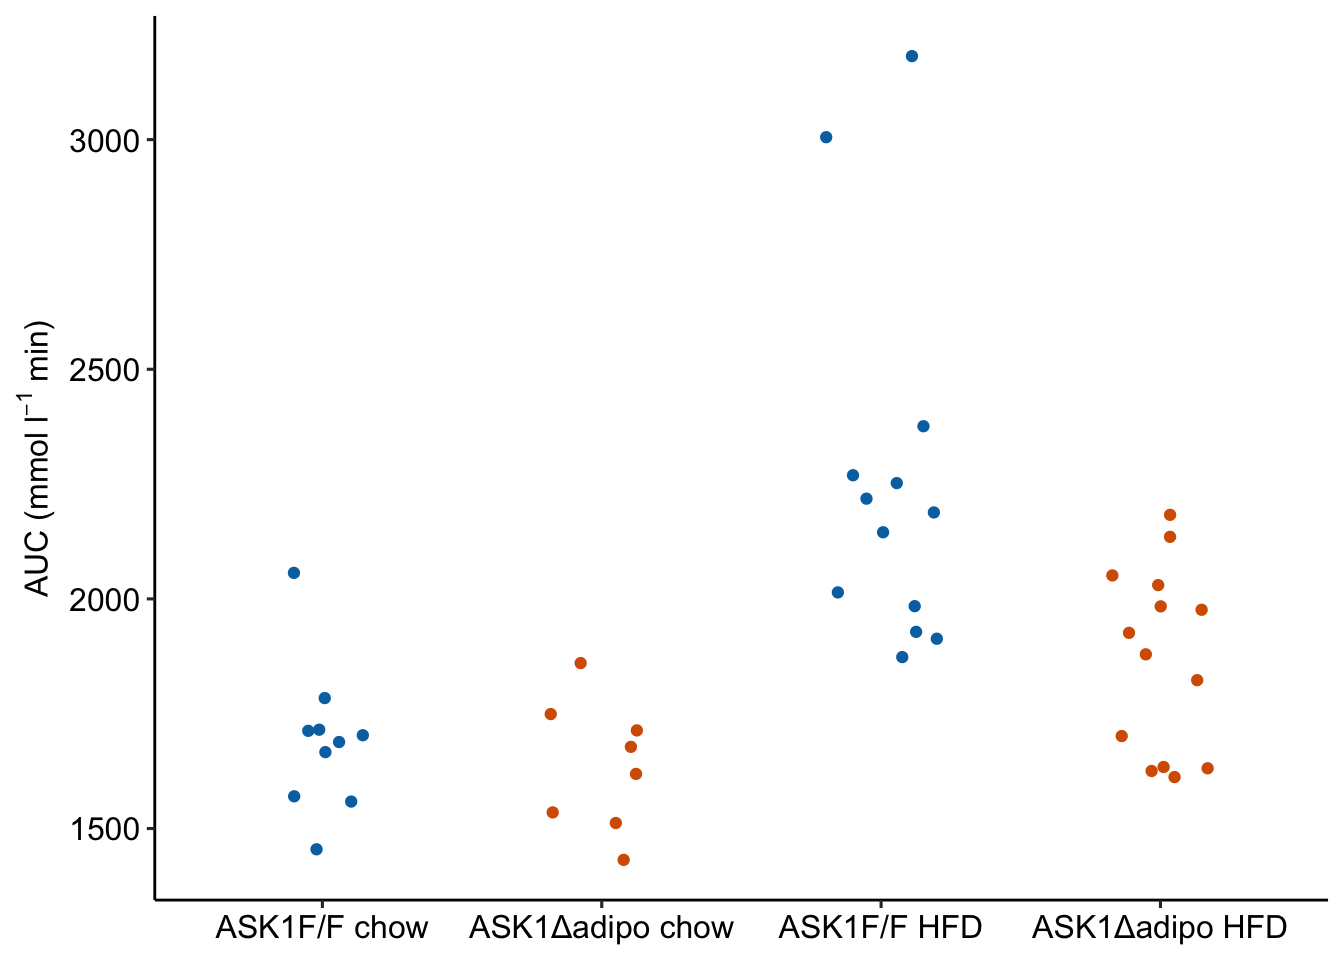 AUC (mmol l⁻¹ min)
3000
2500
2000
1500
ASK1F/F chow
ASK1Δadipo chow
ASK1F/F HFD
ASK1Δadipo HFD